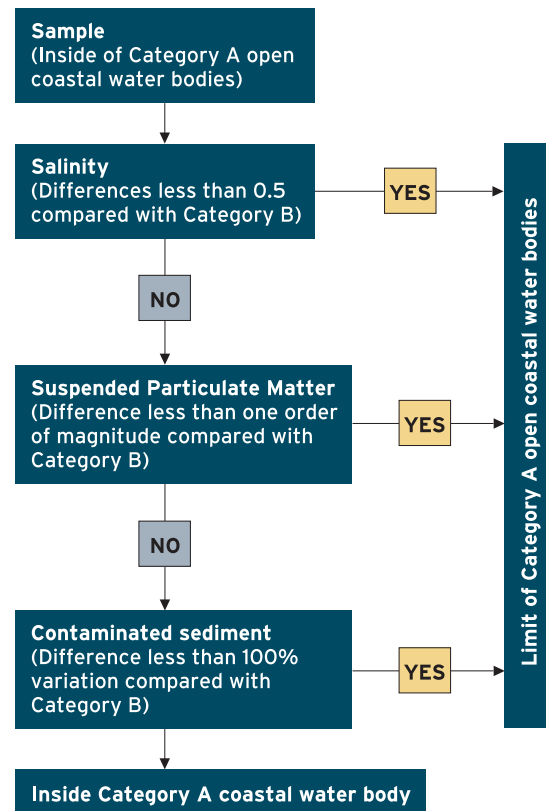 Sample
(Inside of Category A open
coastal water bodies)
Salinity
(Differences less than 0.5
compared with Category B)
YES
NO
Suspended Particulate Matter
(Difference less than one order
of magnitude compared with
Category B)
YES
NO
Contaminated sediment
(Difference less than 100%
variation compared with
Category B)
YES
Inside Category A coastal water body
Limit of Category A open coastal water bodies